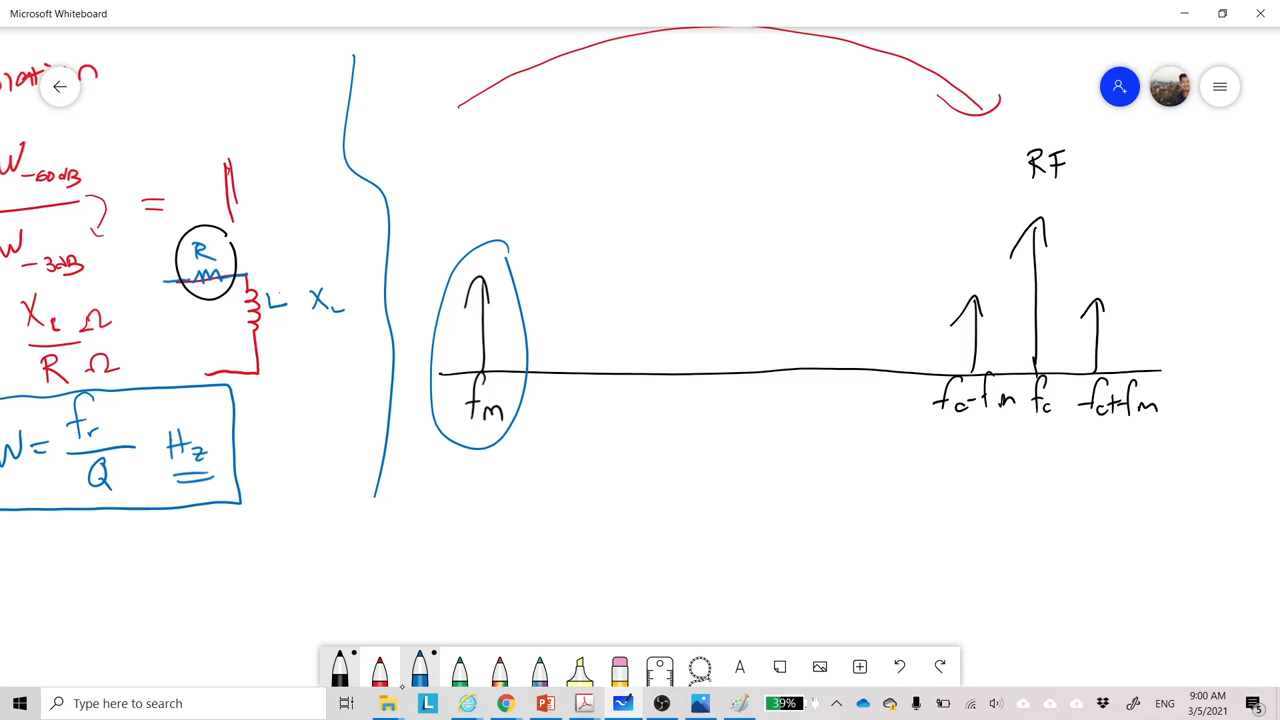 Microsoft Whiteboard
W-60dB
W-3dB
=
R
L XL
XL Ω
R Ω
W = fr
Q
Hz
RF
fm
fc-fm fc fc+fm
A
Type here to search
L
39%
ENG
9:00 AM
3/5/2021
5